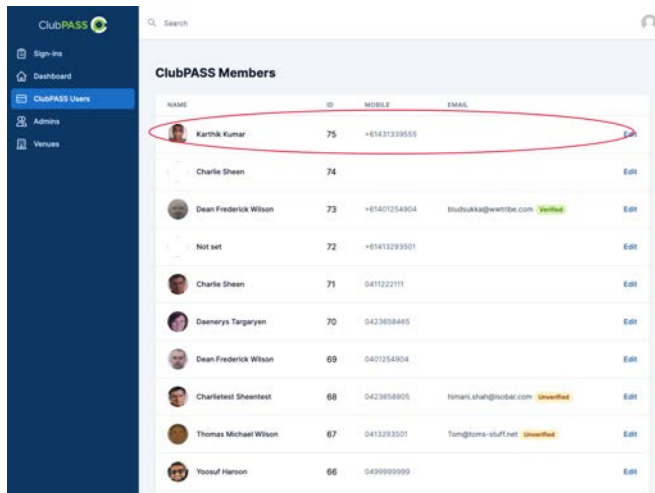 ClubPASS
Search
Sign-ins
Dashboard
ClubPASS Users
Admins
Venues
ClubPASS Members
NAME ID MOBILE EMAIL
Karthik Kumar 75 +61431339555 Edit
Charlie Sheen 74 Edit
Dean Frederick Wilson 73 +61401254904 bludsukka@wwtribe.com Verified Edit
Not set 72 +61413293501 Edit
Charlie Sheen 71 0411222111 Edit
Daenerys Targaryen 70 0423658465 Edit
Dean Frederick Wilson 69 0401254904 Edit
Charlietest Sheentest 68 0423658905 himani.shah@isobar.com Unverified Edit
Thomas Michael Wilson 67 0413293501 Tom@toms-stuff.net Unverified Edit
Yoosuf Haroon 66 0499999999 Edit